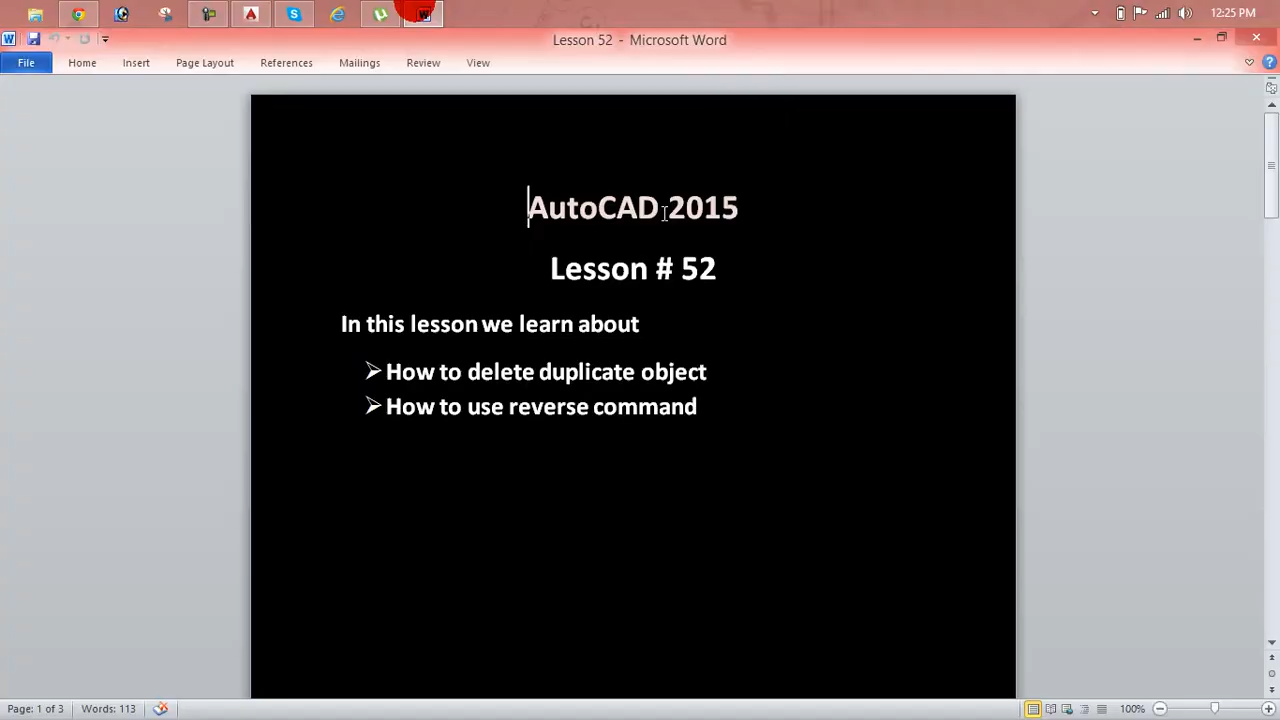 12:25 PM
Lesson 52 - Microsoft Word
File Home Insert Page Layout References Mailings Review View
AutoCAD 2015
Lesson # 52
In this lesson we learn about
How to delete duplicate object
How to use reverse command
Page: 1 of 3 Words: 113 100%